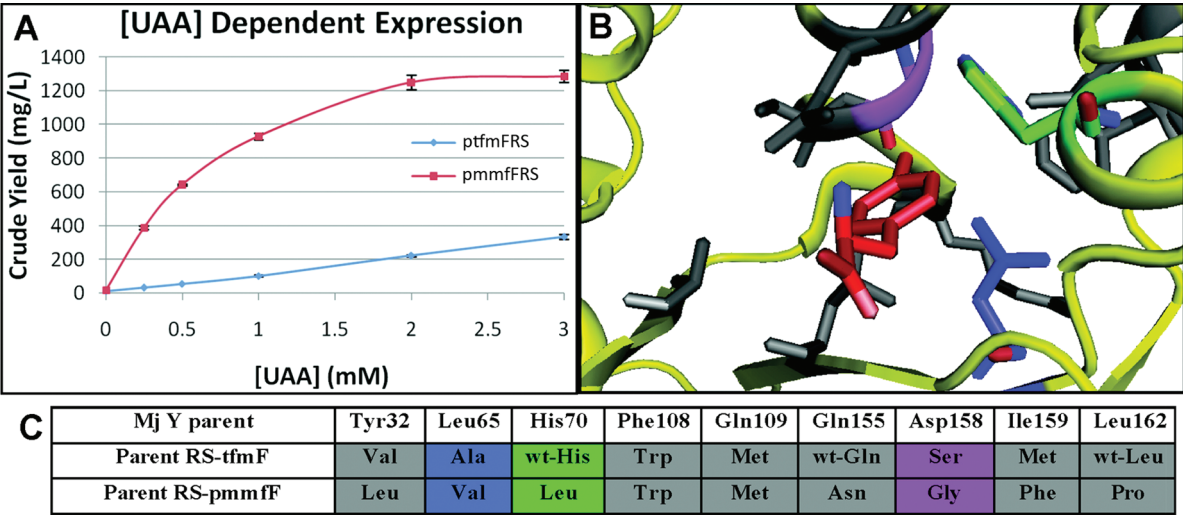 A
[UAA] Dependent Expression
1400
1200
1000
800
600
400
200
0
Crude Yield (mg/L)
ptfmFRS
pmmfFRS
0 0.5 1 1.5 2 2.5 3
[UAA] (mM)
B
C
Mj Y parent Tyr32 Leu65 His70 Phe108 Gln109 Gln155 Asp158 Ile159 Leu162
Parent RS-tfmF Val Ala wt-His Trp Met wt-Gln Ser Met wt-Leu
Parent RS-pmmfF Leu Val Leu Trp Met Asn Gly Phe Pro